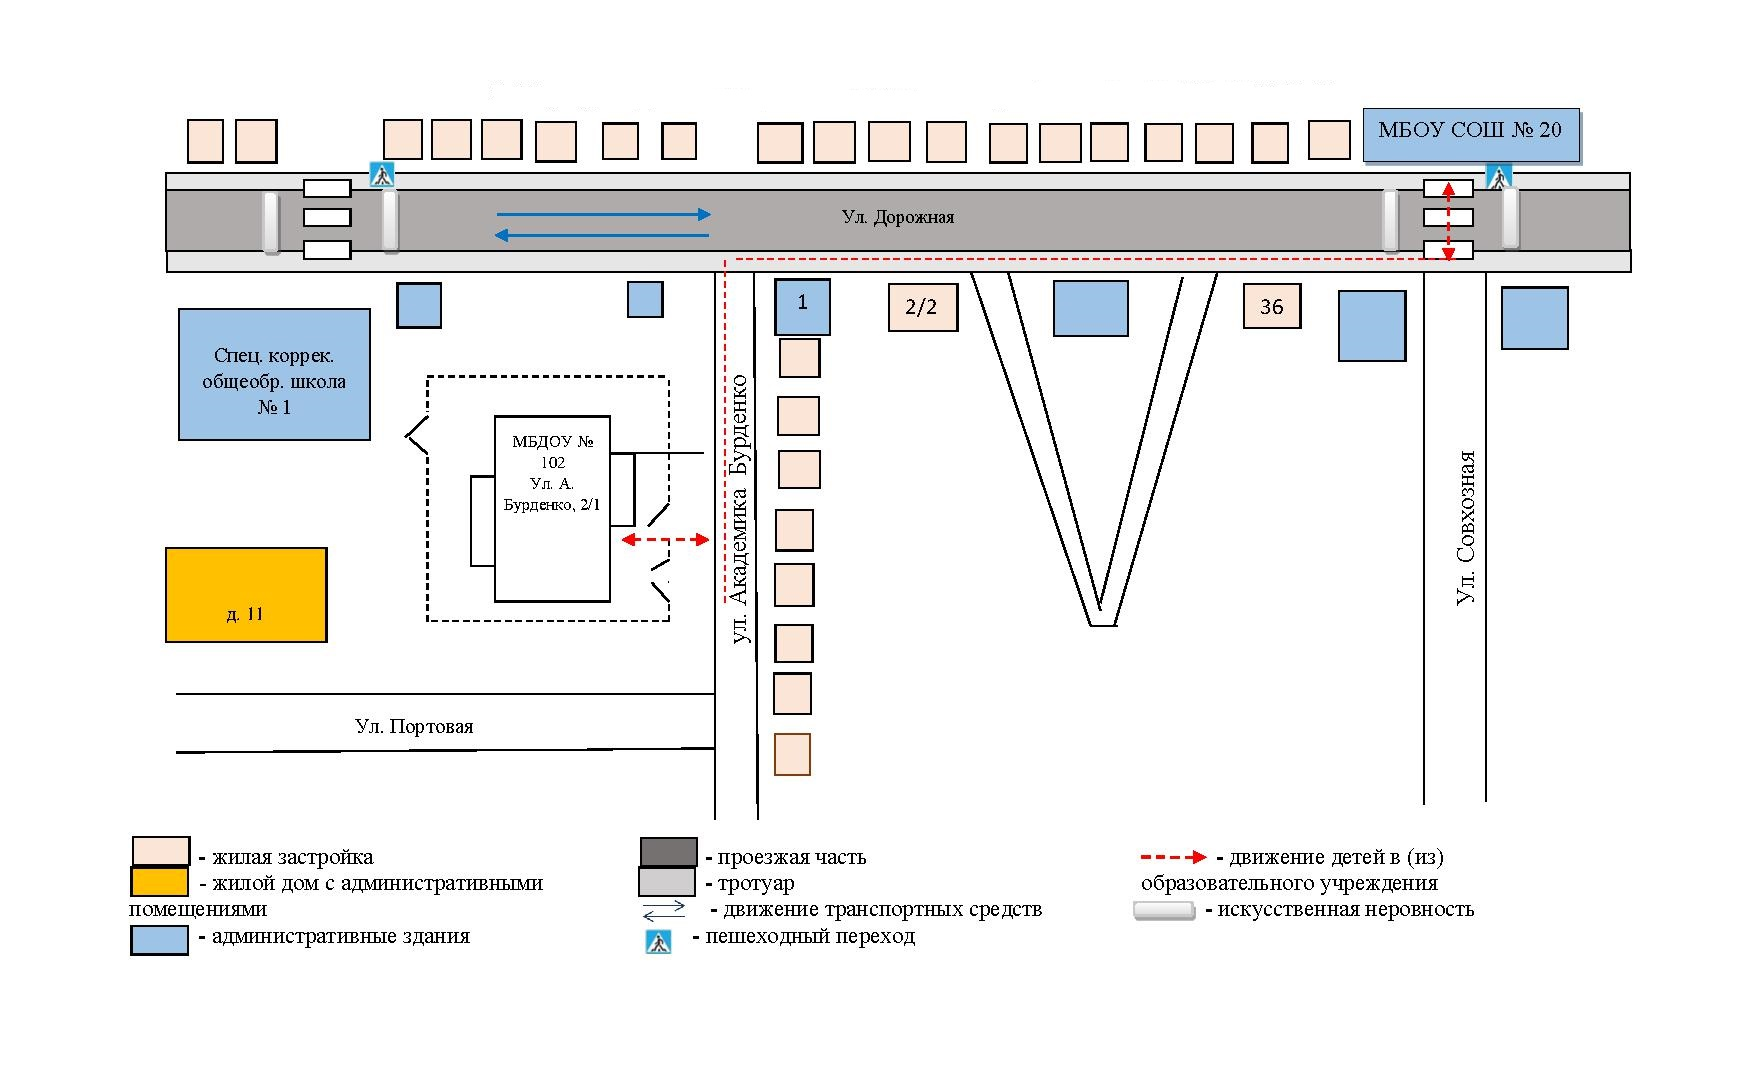 МБОУ СОШ № 20
Ул. Дорожная
1
2/2
36
Спец. коррек.
общеобр. школа
№ 1
МБДОУ №
102
Ул. А.
Бурденко, 2/1
ул. Академика Бурденко
Ул. Совхозная
д. 11
Ул. Портовая
- жилая застройка
- жилой дом с административными
помещениями
- административные здания
- проезжая часть
- тротуар
- движение транспортных средств
- пешеходный переход
- движение детей в (из)
образовательного учреждения
- искусственная неровность